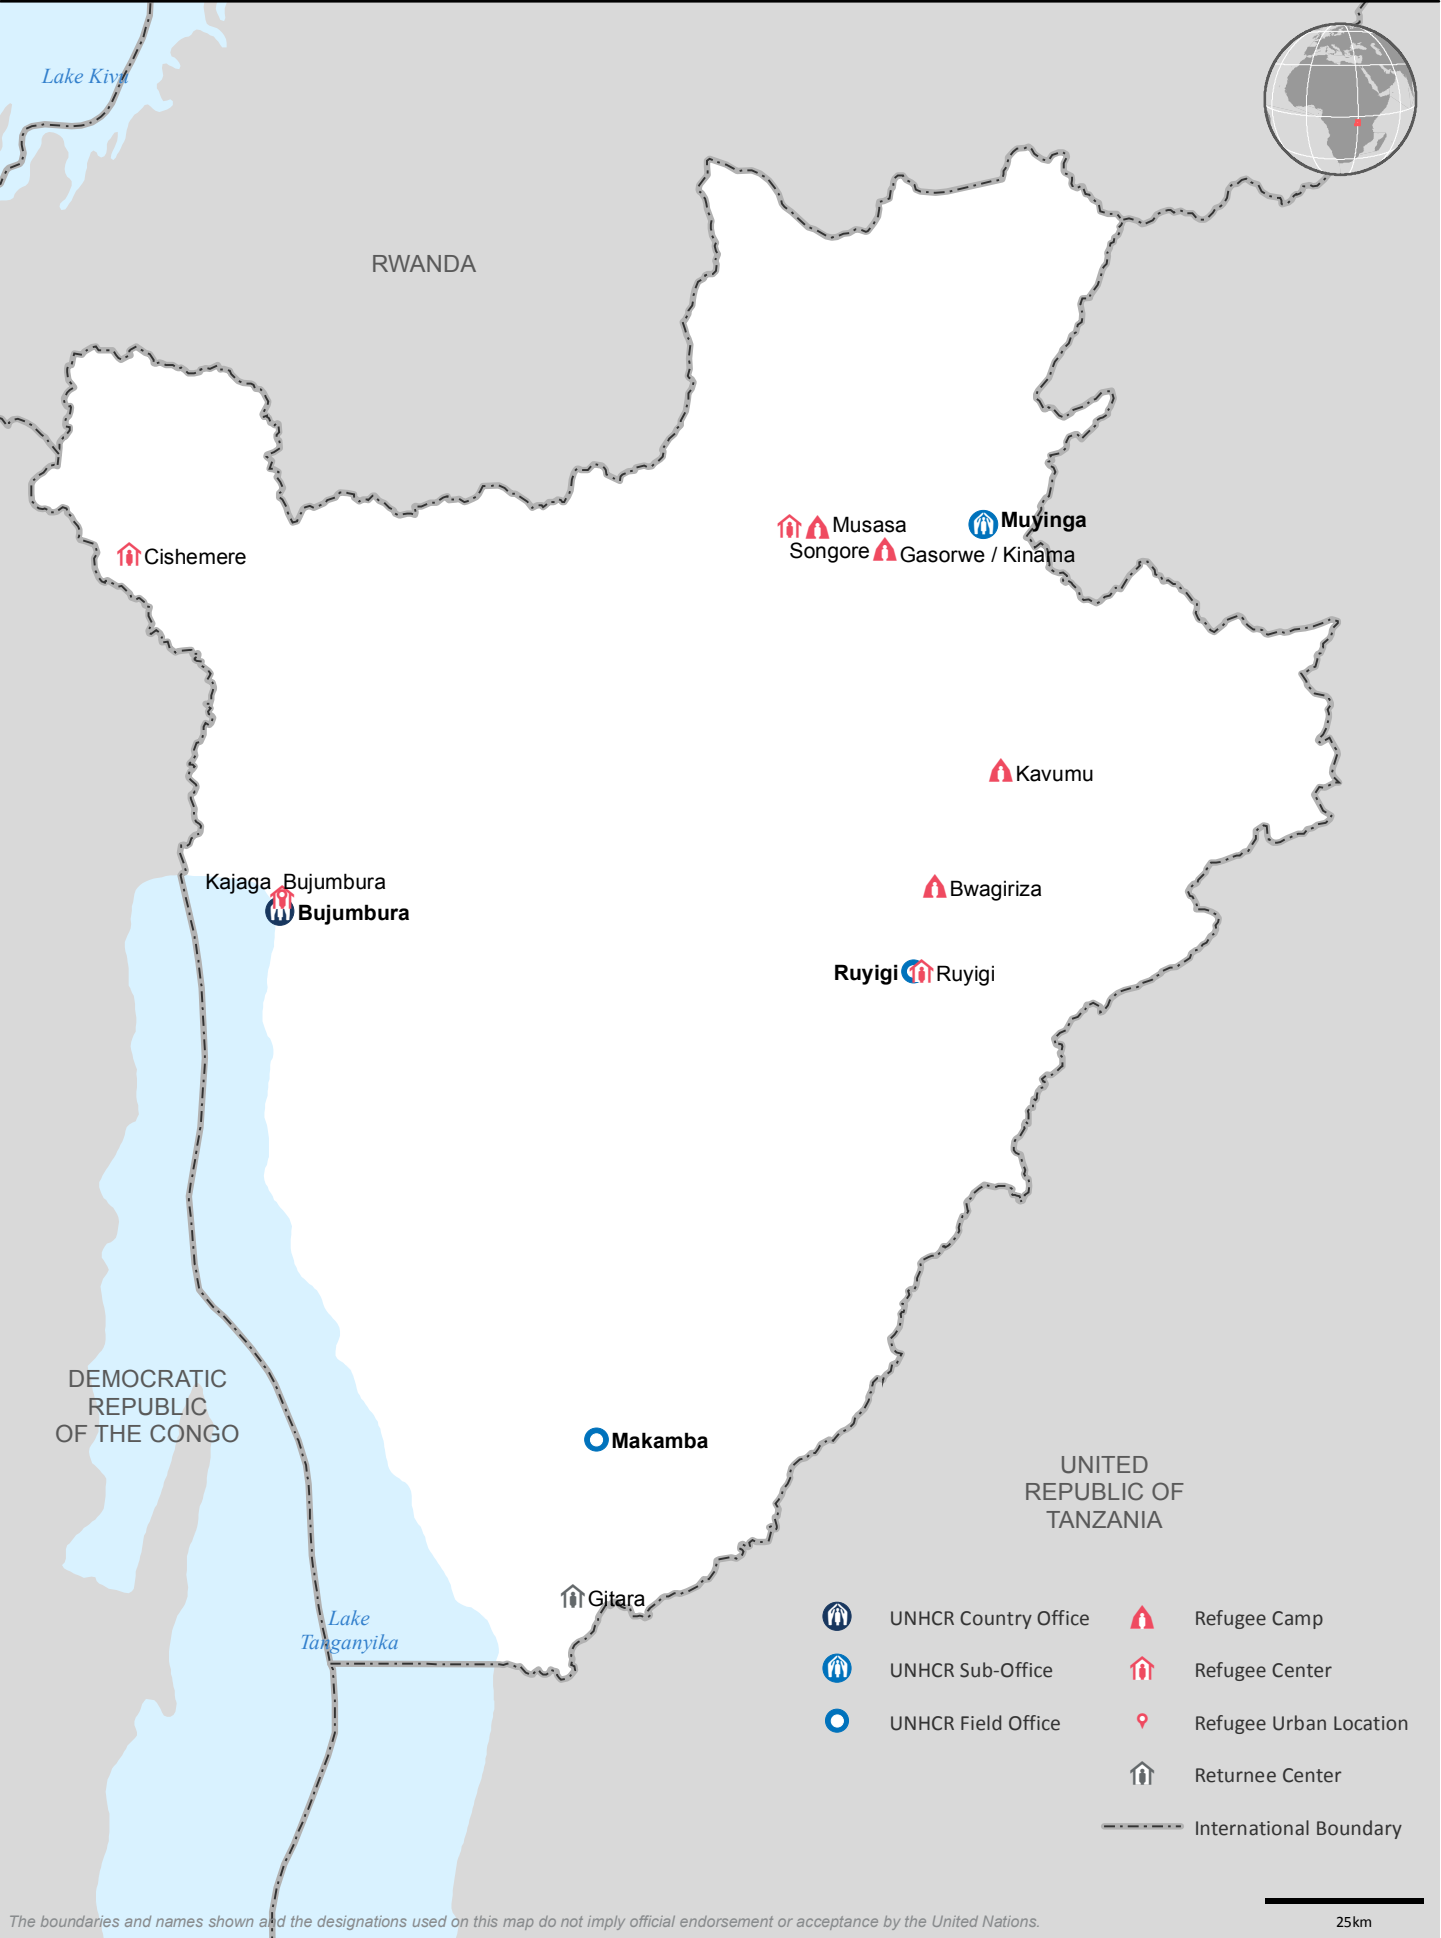 Lake Kivu
RWANDA
Musasa
Muyinga
Songore
Gasorwe / Kinama
Cishemere
Kavumu
Kajaga
Bujumbura
Bujumbura
Bwagiriza
Ruyigi
Ruyigi
DEMOCRATIC
REPUBLIC
OF THE CONGO
Makamba
UNITED
REPUBLIC OF
TANZANIA
Gitara
Lake
Tanganyika
UNHCR Country Office
UNHCR Sub-Office
UNHCR Field Office
Refugee Camp
Refugee Center
Refugee Urban Location
Returnee Center
International Boundary
The boundaries and names shown and the designations used on this map do not imply official endorsement or acceptance by the United Nations.
25km